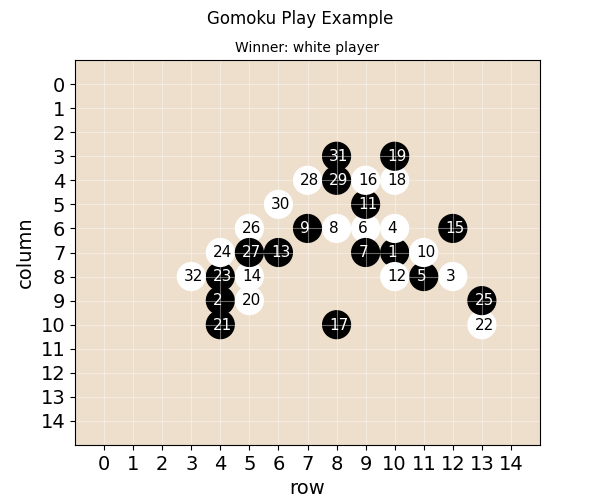 Gomoku Play Example
Winner: white player
column
0
1
2
3 31 19
4 28 29 16 18
5 30 11
6 26 9 8 6 4 15
7 24 27 13 7 1 10
8 32 23 14 12 5 3
9 2 20 25
10 21 17 22
11
12
13
14
0 1 2 3 4 5 6 7 8 9 10 11 12 13 14
row